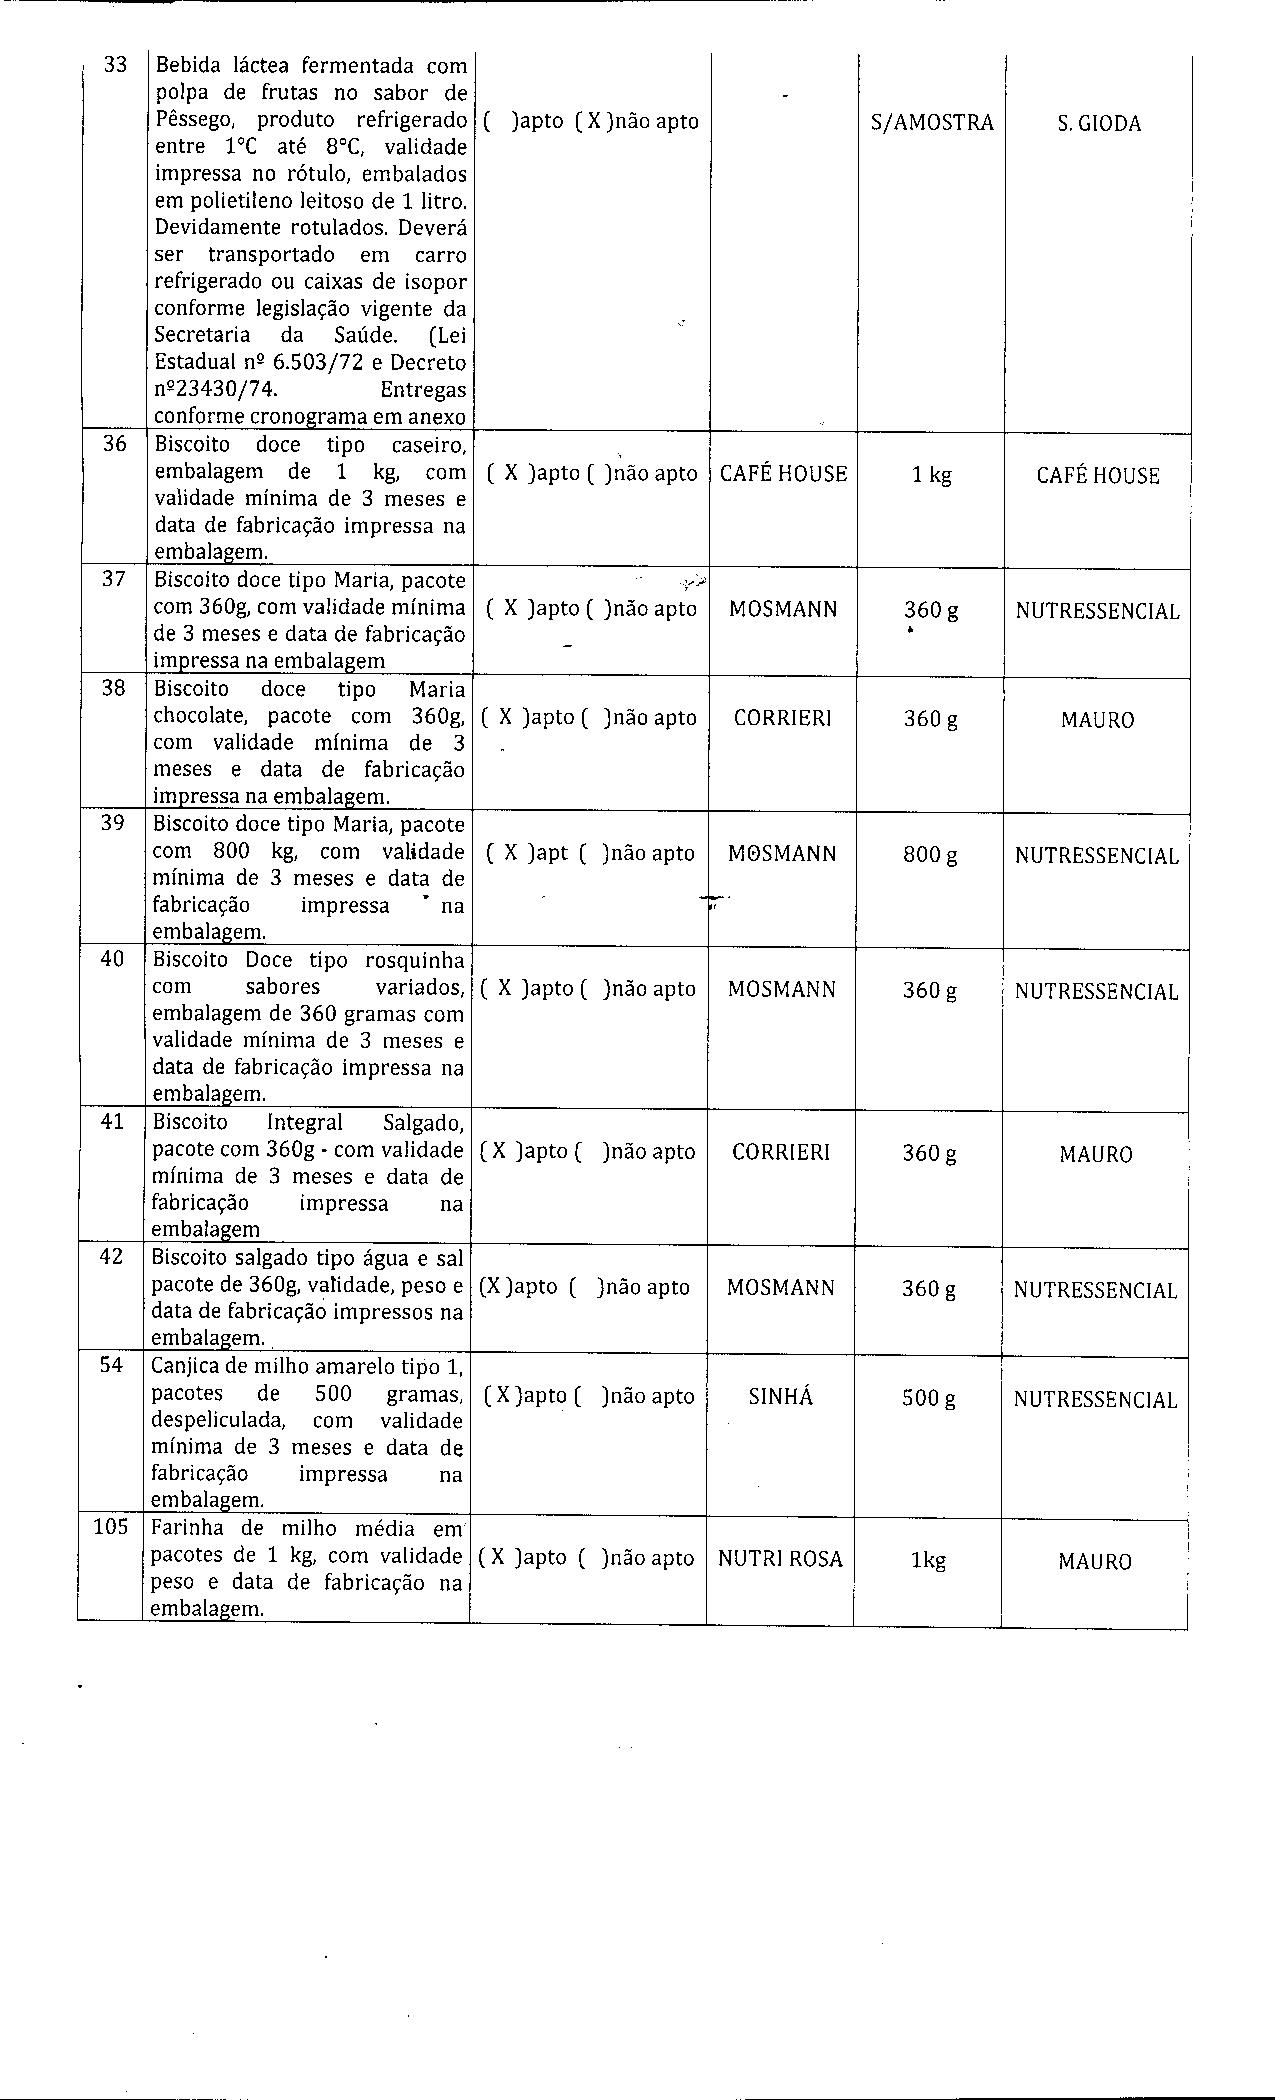 33 Bebida láctea fermentada com
polpa de frutas no sabor de
Pêssego, produto refrigerado ( )apto (X)não apto S/AMOSTRA S. GIODA
entre 1°C até 8°C, validade
impressa no rótulo, embalados
em polietileno leitoso de 1 litro.
Devidamente rotulados. Deverá
ser transportado em carro
refrigerado ou caixas de isopor
conforme legislação vigente da
Secretaria da Saúde. (Lei
Estadual nº 6.503/72 e Decreto
nº23430/74. Entregas
conforme cronograma em anexo
36 Biscoito doce tipo caseiro,
embalagem de 1 kg, com ( X )apto ( )não apto CAFÉ HOUSE 1 kg CAFÉ HOUSE
validade mínima de 3 meses e
data de fabricação impressa na
embalagem.
37 Biscoito doce tipo Maria, pacote
com 360g, com validade mínima ( X )apto ( )não apto MOSMANN 360 g NUTRESSENCIAL
de 3 meses e data de fabricação
impressa na embalagem
38 Biscoito doce tipo Maria
chocolate, pacote com 360g, ( X )apto ( )não apto CORRIERI 360 g MAURO
com validade mínima de 3
meses e data de fabricação
impressa na embalagem.
39 Biscoito doce tipo Maria, pacote
com 800 kg, com validade ( X )apt ( )não apto MOSMANN 800 g NUTRESSENCIAL
mínima de 3 meses e data de
fabricação impressa na
embalagem.
40 Biscoito Doce tipo rosquinha
com sabores variados, ( X )apto ( )não apto MOSMANN 360 g NUTRESSENCIAL
embalagem de 360 gramas com
validade mínima de 3 meses e
data de fabricação impressa na
embalagem.
41 Biscoito Integral Salgado,
pacote com 360g - com validade (X )apto ( )não apto CORRIERI 360 g MAURO
mínima de 3 meses e data de
fabricação impressa na
embalagem
42 Biscoito salgado tipo água e sal
pacote de 360g, validade, peso e (X)apto ( )não apto MOSMANN 360 g NUTRESSENCIAL
data de fabricação impressos na
embalagem.
54 Canjica de milho amarelo tipo 1,
pacotes de 500 gramas, (X)apto ( )não apto SINHÁ 500 g NUTRESSENCIAL
despeliculada, com validade
mínima de 3 meses e data de
fabricação impressa na
embalagem.
105 Farinha de milho média em
pacotes de 1 kg, com validade (X )apto ( )não apto NUTRI ROSA 1kg MAURO
peso e data de fabricação na
embalagem.